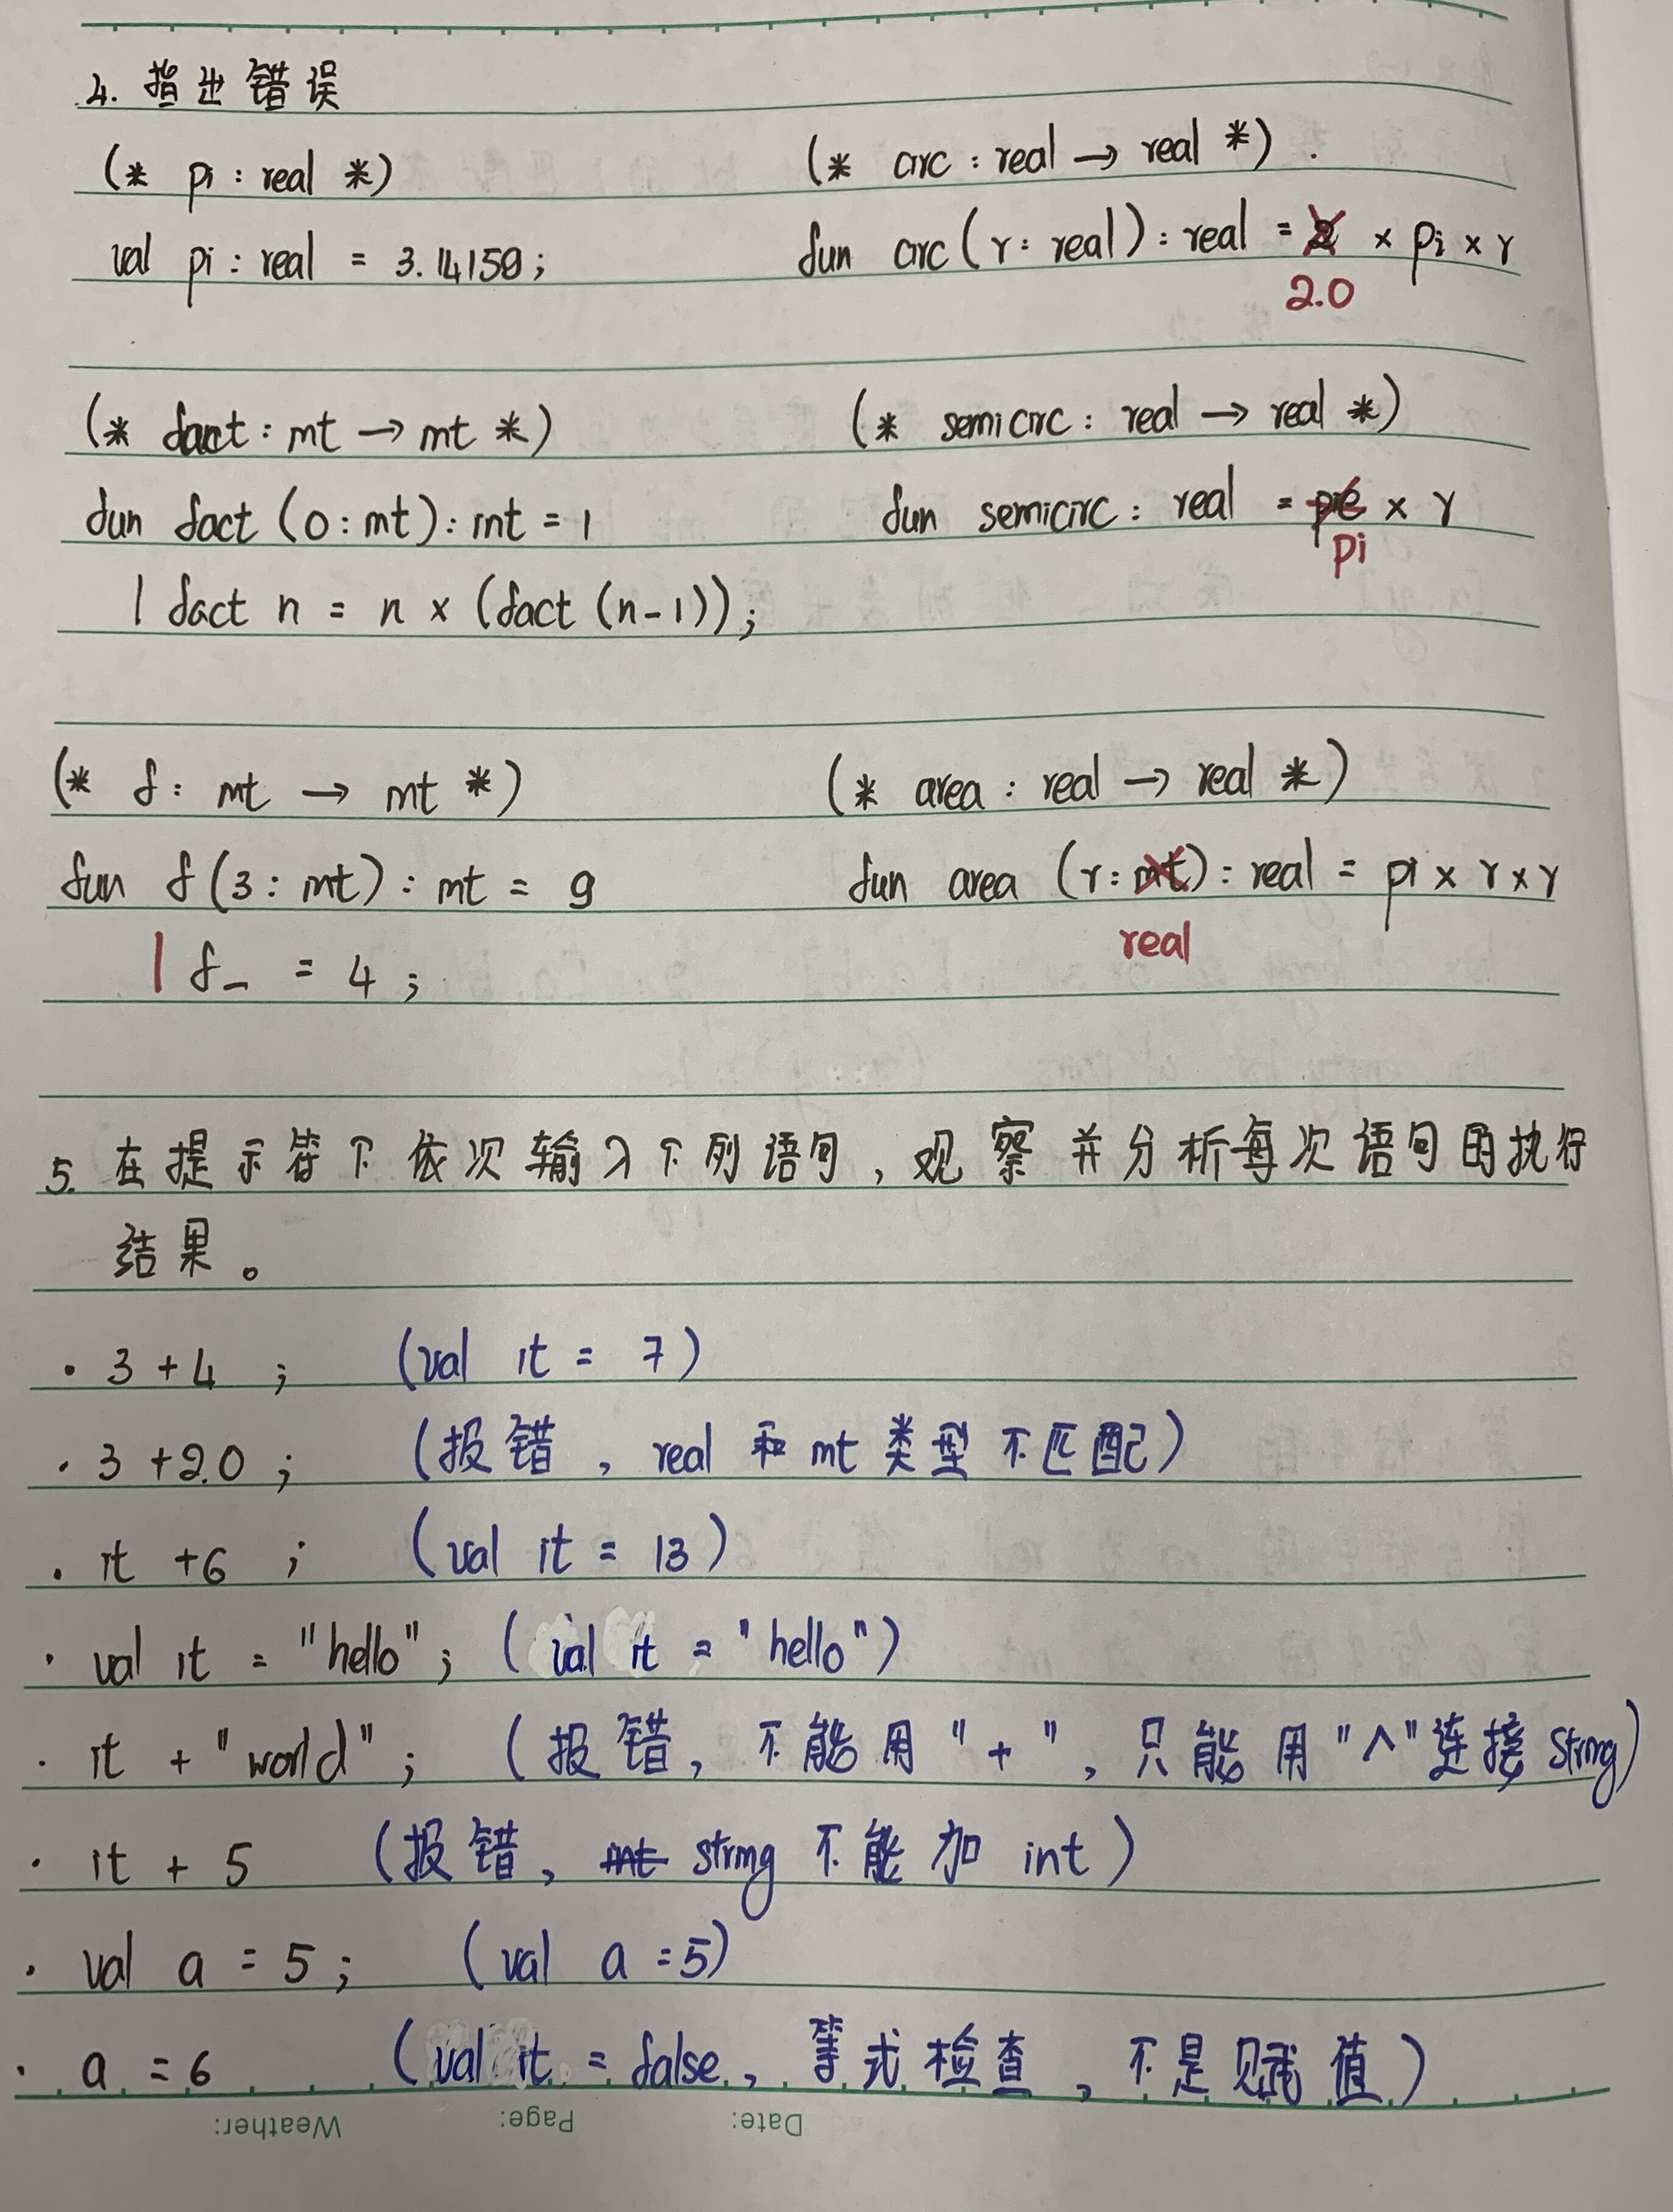 4. 指出错误
(* pi : real *) (* circ : real → real *)
val pi : real = 3.14159; fun circ (r : real) : real = 2 × pi × r
2.0
(* fact : int → int *) (* semicirc : real → real *)
fun fact (0 : int) : int = 1 fun semicirc : real = pie × r
pi
| fact n = n × (fact (n-1));
(* f : int → int *) (* area : real → real *)
fun f (3 : int) : int = 9 fun area (r : int) : real = pi × r × r
real
| f _ = 4 ;
5. 在提示符下依次输入下列语句,观察并分析每次语句的执行
结果。
· 3 + 4 ; (val it = 7)
· 3 + 2.0 ; (报错,real 和 int 类型不匹配)
· it + 6 ; (val it = 13)
· val it = "hello" ; (val it = "hello")
· it + "world" ; (报错,不能用 "+",只能用 "^" 连接 string)
· it + 5 (报错,int string 不能加 int)
· val a = 5 ; (val a = 5)
· a = 6 (val it = false,等式检查,不是赋值)
Weather: Page: Date: